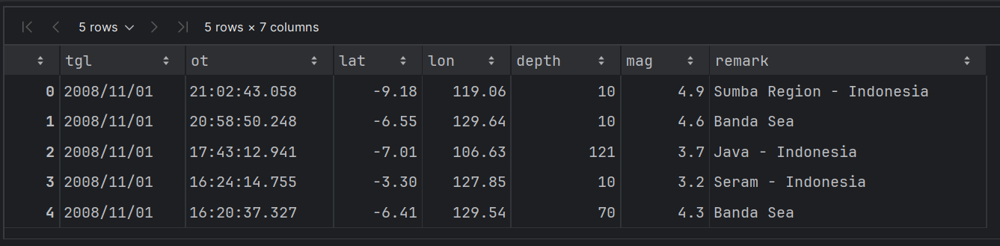 5 rows 5 rows × 7 columns
tgl ot lat lon depth mag remark
0 2008/11/01 21:02:43.058 -9.18 119.06 10 4.9 Sumba Region - Indonesia
1 2008/11/01 20:58:50.248 -6.55 129.64 10 4.6 Banda Sea
2 2008/11/01 17:43:12.941 -7.01 106.63 121 3.7 Java - Indonesia
3 2008/11/01 16:24:14.755 -3.30 127.85 10 3.2 Seram - Indonesia
4 2008/11/01 16:20:37.327 -6.41 129.54 70 4.3 Banda Sea